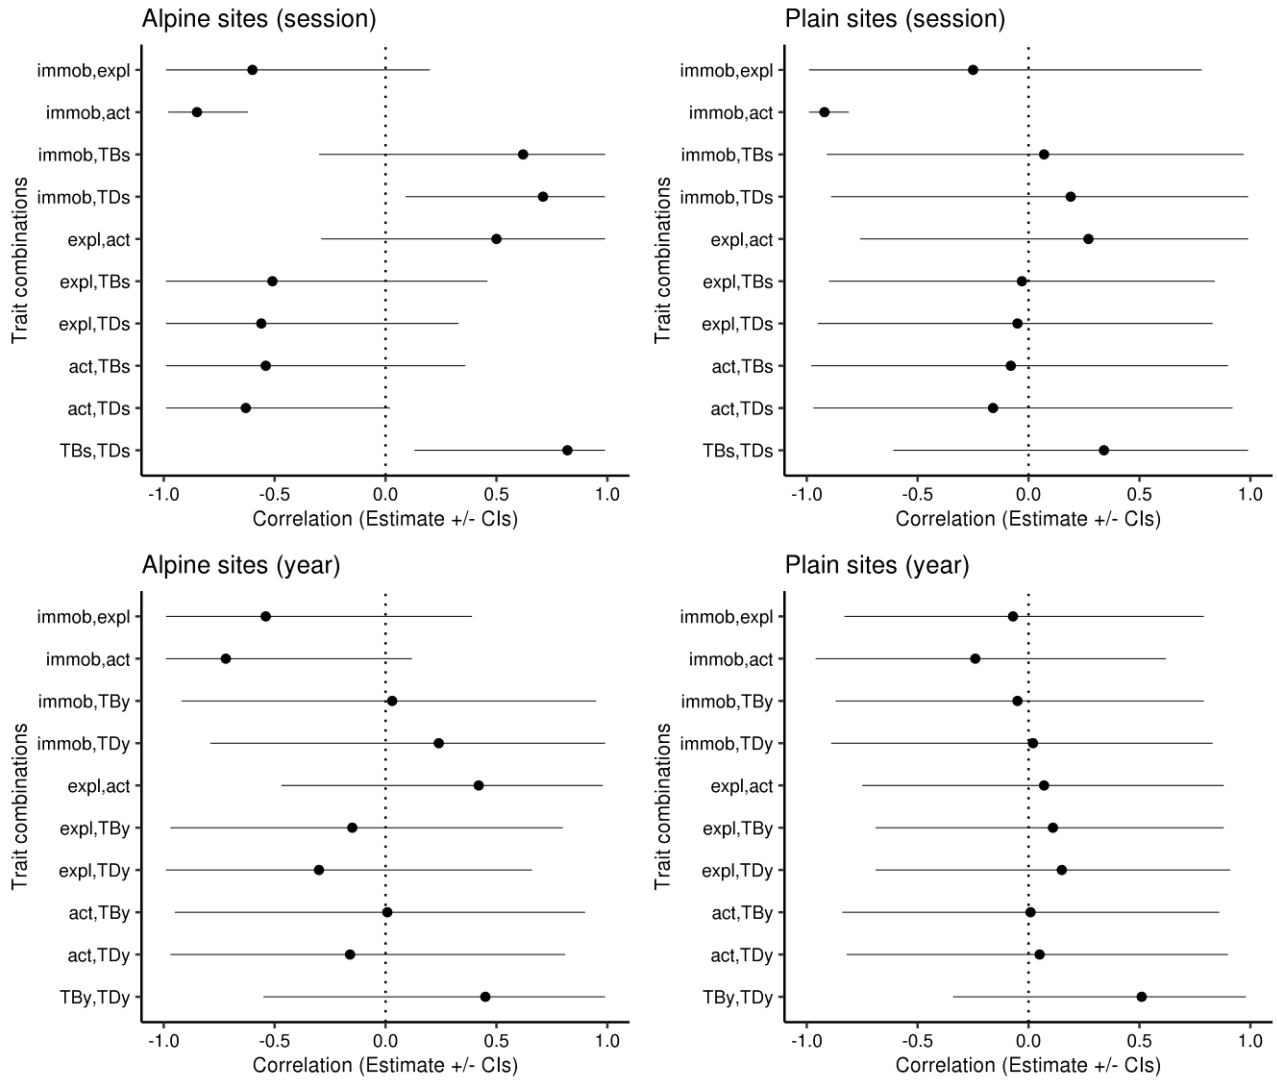 Alpine sites (session)
Trait combinations
immob,expl
immob,act
immob,TBs
immob,TDs
expl,act
expl,TBs
expl,TDs
act,TBs
act,TDs
TBs,TDs
-1.0 -0.5 0.0 0.5 1.0
Correlation (Estimate +/- CIs)
Plain sites (session)
Trait combinations
immob,expl
immob,act
immob,TBs
immob,TDs
expl,act
expl,TBs
expl,TDs
act,TBs
act,TDs
TBs,TDs
-1.0 -0.5 0.0 0.5 1.0
Correlation (Estimate +/- CIs)
Alpine sites (year)
Trait combinations
immob,expl
immob,act
immob,TBy
immob,TDy
expl,act
expl,TBy
expl,TDy
act,TBy
act,TDy
TBy,TDy
-1.0 -0.5 0.0 0.5 1.0
Correlation (Estimate +/- CIs)
Plain sites (year)
Trait combinations
immob,expl
immob,act
immob,TBy
immob,TDy
expl,act
expl,TBy
expl,TDy
act,TBy
act,TDy
TBy,TDy
-1.0 -0.5 0.0 0.5 1.0
Correlation (Estimate +/- CIs)